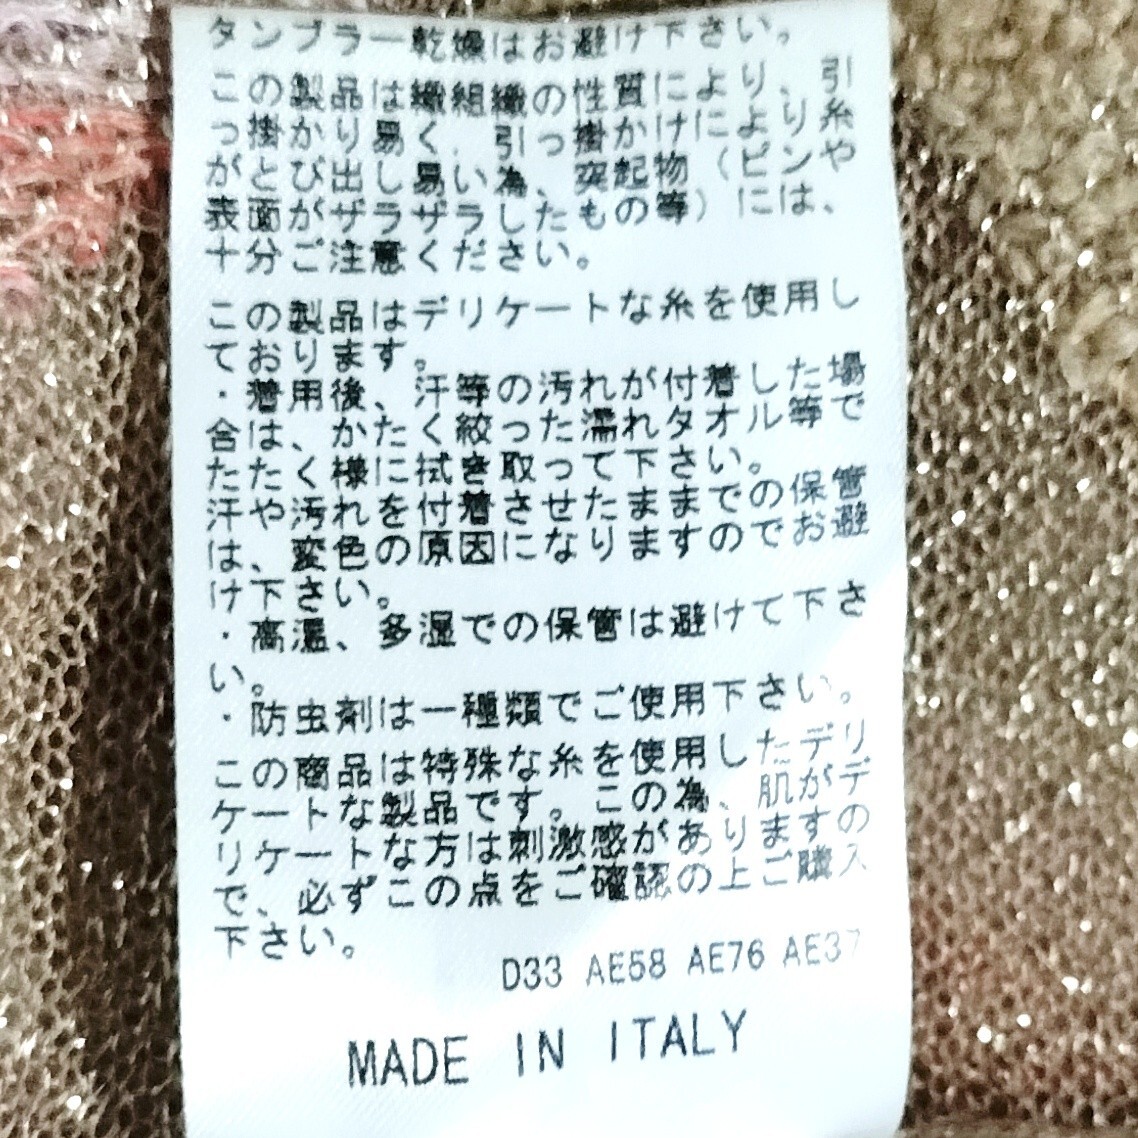 タンブラー乾燥はお避け下さい。
この製品は繊組織の性質により、引
っ掛かり易く、引っ掛かけにより糸
がとび出し易い為、突起物（ピンや
表面がザラザラしたもの等）には、
十分ご注意ください。
この製品はデリケートな糸を使用し
ております。
・着用後、汗等の汚れが付着した場
合は、かたく絞った濡れタオル等で
たたく様に拭き取って下さい。
汗や汚れを付着させたままでの保管
は、変色の原因になりますのでお避
け下さい。
・高温、多湿での保管は避けて下さ
い。
・防虫剤は一種類でご使用下さい。
この商品は特殊な糸を使用したデリ
ケートな製品です。この為、肌がデ
リケートな方は刺激感がありますの
で、必ずこの点をご確認の上ご購入
下さい。
D33 AE58 AE76 AE37
MADE IN ITALY